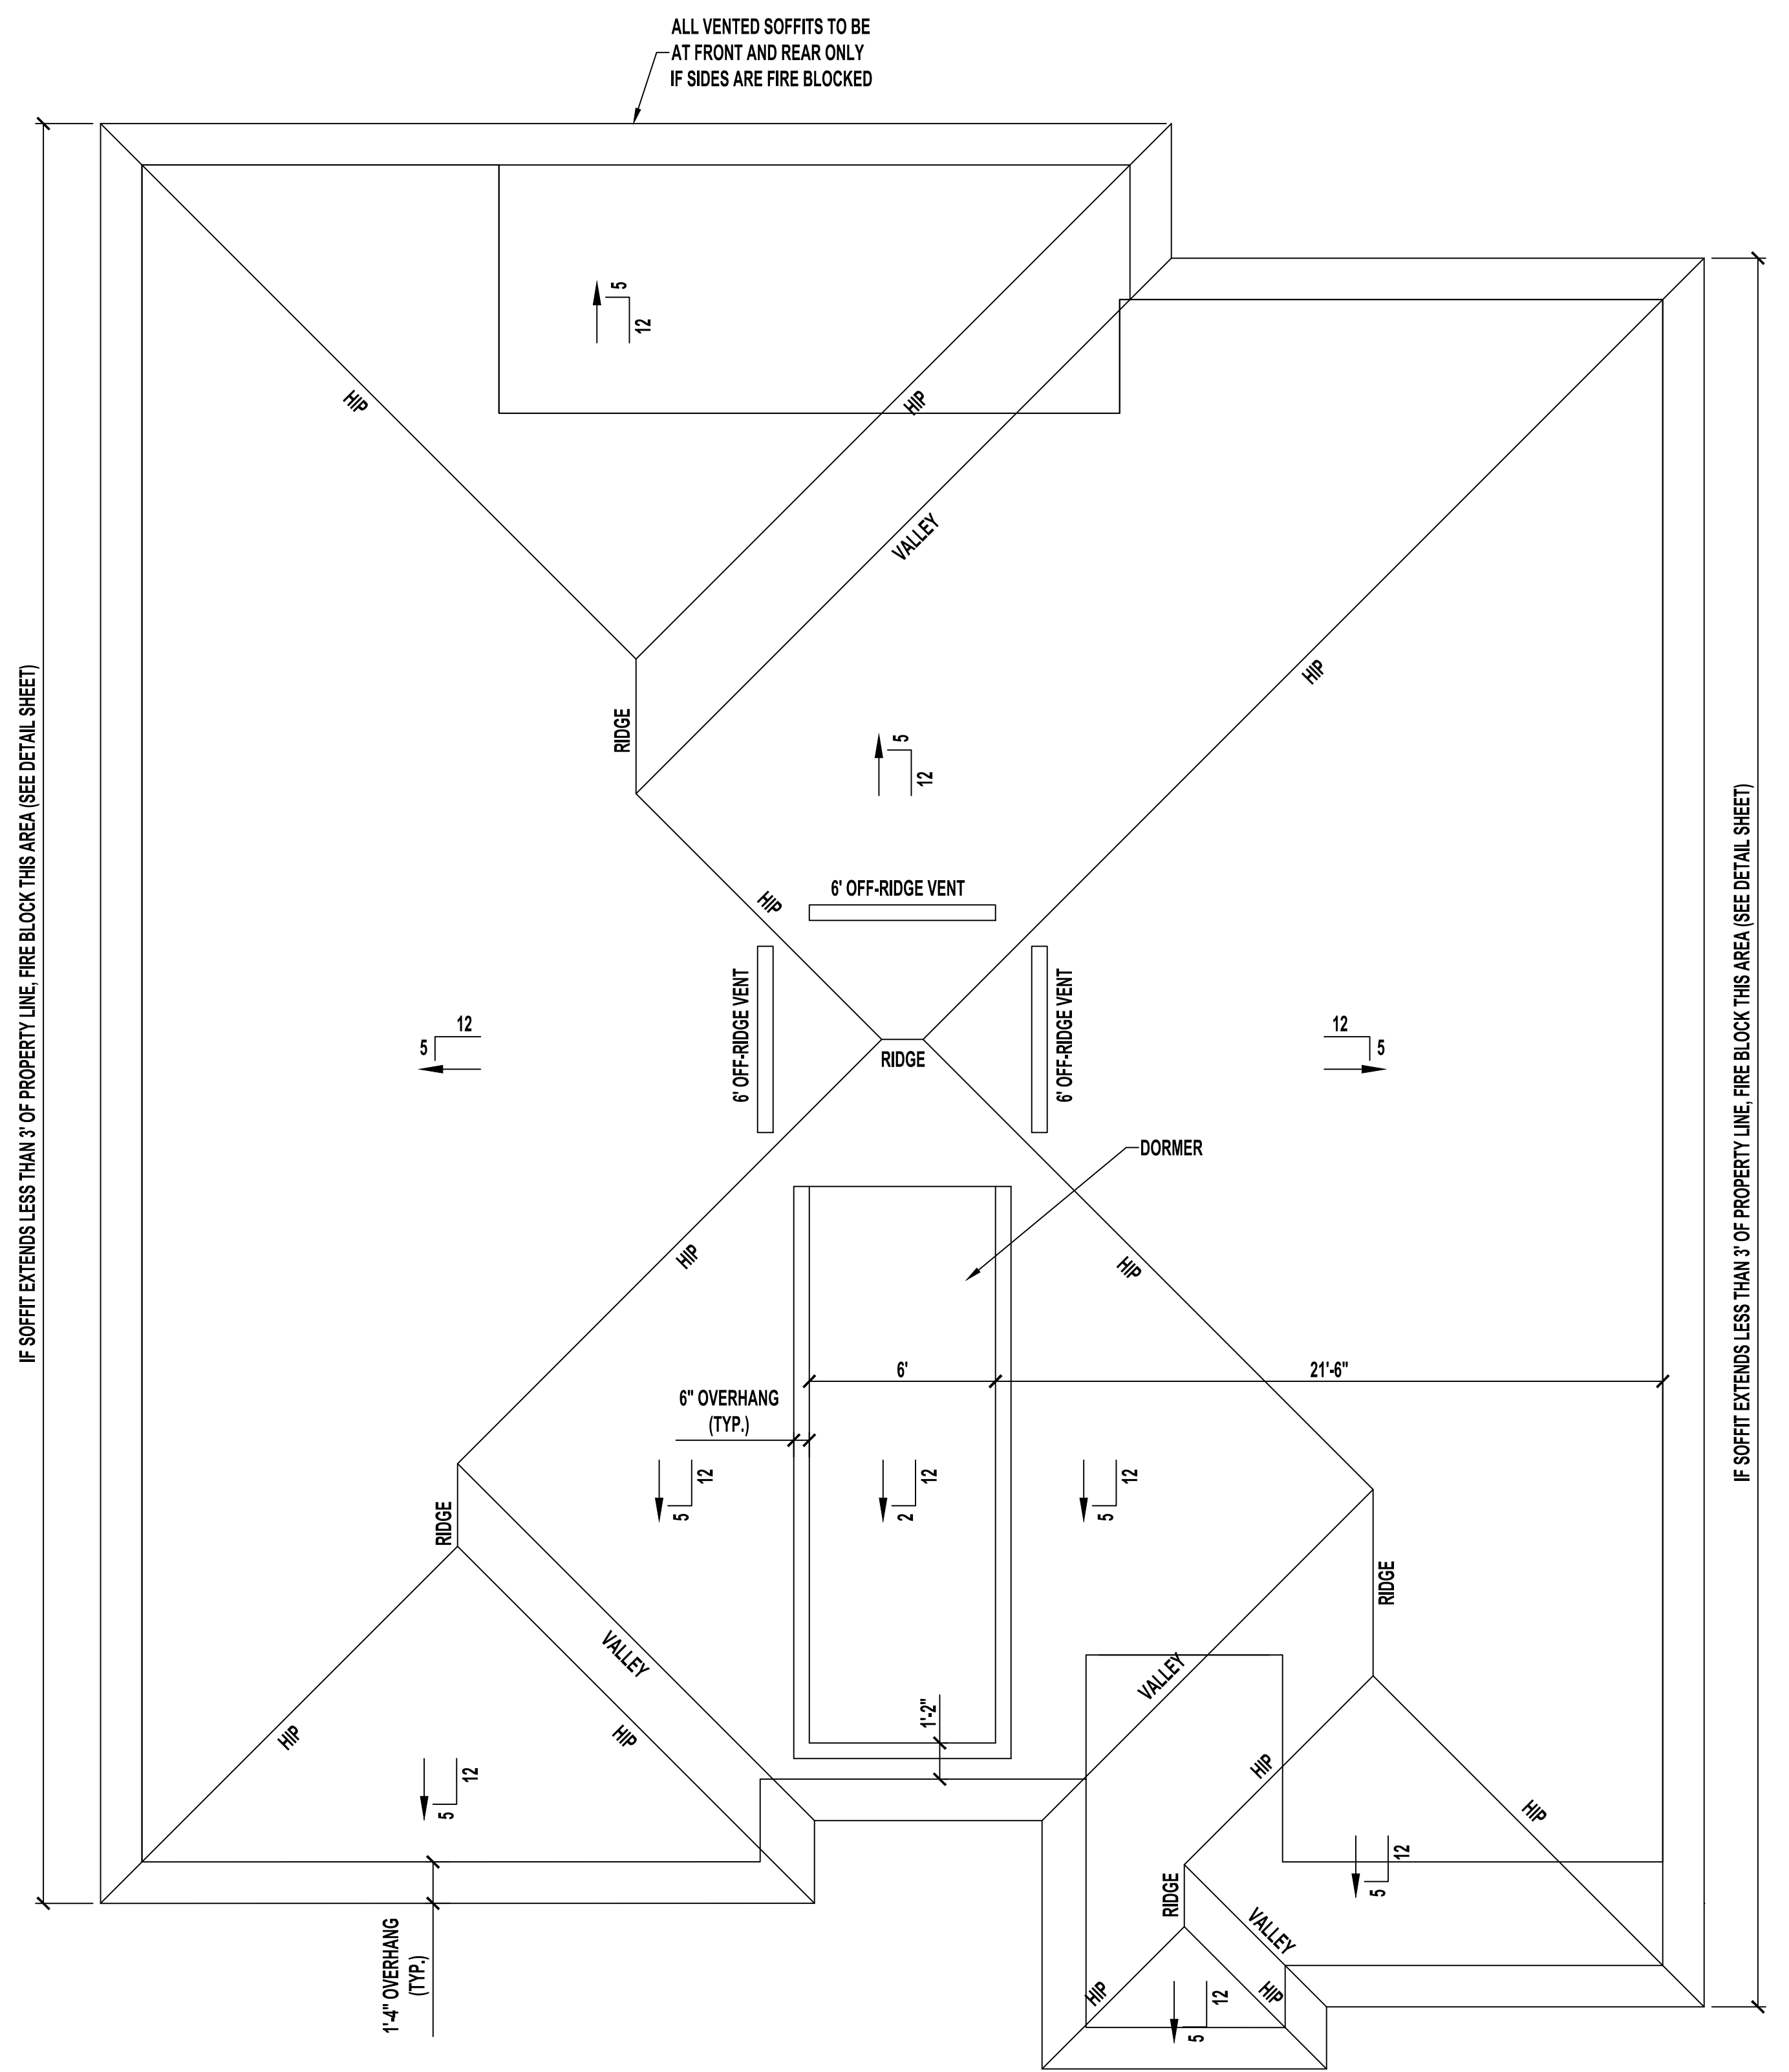 ALL VENTED SOFFITS TO BE
AT FRONT AND REAR ONLY
IF SIDES ARE FIRE BLOCKED
5
12
HIP
HIP
VALLEY
HIP
RIDGE
IF SOFFIT EXTENDS LESS THAN 3' OF PROPERTY LINE, FIRE BLOCK THIS AREA (SEE DETAIL SHEET)
IF SOFFIT EXTENDS LESS THAN 3' OF PROPERTY LINE, FIRE BLOCK THIS AREA (SEE DETAIL SHEET)
5
12
6' OFF-RIDGE VENT
HIP
6' OFF-RIDGE VENT
6' OFF-RIDGE VENT
12
5
12
5
RIDGE
DORMER
HIP
HIP
6'
21'-6"
6" OVERHANG
(TYP.)
12
5
12
2
12
5
RIDGE
RIDGE
VALLEY
VALLEY
1'-2"
HIP
HIP
HIP
HIP
12
5
12
5
RIDGE
VALLEY
1'-4" OVERHANG
(TYP.)
HIP
HIP
12
5